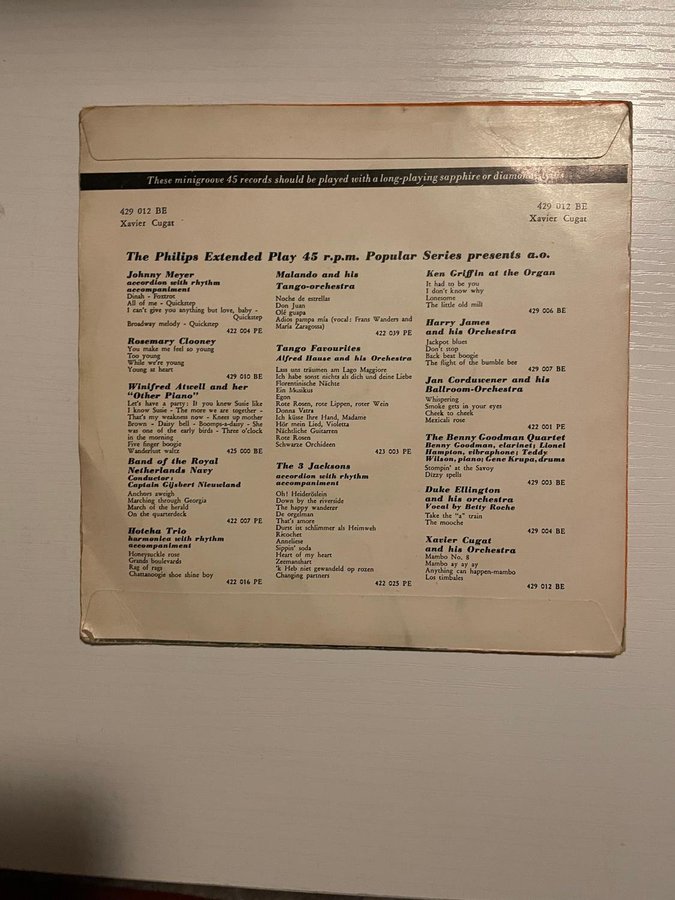 These minigroove 45 records should be played with a long-playing sapphire or diamond stylus
429 012 BE
Xavier Cugat
429 012 BE
Xavier Cugat
The Philips Extended Play 45 r.p.m. Popular Series presents a.o.
Johnny Meyer
accordion with rhythm
accompaniment
Dinah - Foxtrot
All of me - Quickstep
I can't give you anything but love, baby -
Quickstep
Broadway melody - Quickstep
422 004 PE
Rosemary Clooney
You make me feel so young
Too young
While we're young
Young at heart
429 010 BE
Winifred Atwell and her
"Other Piano"
Let's have a party: If you knew Susie like
I know Susie - The more we are together -
That's my weakness now - Knees up mother
Brown - Daisy bell - Boomps-a-daisy - She
was one of the early birds - Three o'clock
in the morning
Five finger boogie
Wanderlust waltz
425 000 BE
Band of the Royal
Netherlands Navy
Conductor:
Captain Gijsbert Nieuwland
Anchors aweigh
Marching through Georgia
March of the herald
On the quarterdeck
422 007 PE
Hotcha Trio
harmonica with rhythm
accompaniment
Honeysuckle rose
Grands boulevards
Rag of rags
Chattanoogie shoe shine boy
422 016 PE
Malando and his
Tango-orchestra
Noche de estrellas
Don Juan
Olé guapa
Adios pampa mía (vocal: Frans Wanders and
María Zaragossa)
422 039 PE
Tango Favourites
Alfred Hause and his Orchestra
Lass uns träumen am Lago Maggiore
Ich habe sonst nichts als dich und deine Liebe
Florentinische Nächte
Ein Musikus
Egon
Rote Rosen, rote Lippen, roter Wein
Donna Vatra
Ich küsse Ihre Hand, Madame
Hör mein Lied, Violetta
Nächtliche Guitarren
Rote Rosen
Schwarze Orchideen
423 003 PE
The 3 Jacksons
accordion with rhythm
accompaniment
Oh! Heideröslein
Down by the riverside
The happy wanderer
De orgelman
That's amore
Durst ist schlimmer als Heimweh
Ricochet
Anneliese
Sippin' soda
Heart of my heart
Zeemanshart
'k Heb niet gewandeld op rozen
Changing partners
422 025 PE
Ken Griffin at the Organ
It had to be you
I don't know why
Lonesome
The little old mill
429 006 BE
Harry James
and his Orchestra
Jackpot blues
Don't stop
Back beat boogie
The flight of the bumble bee
429 007 BE
Jan Corduwener and his
Ballroom-Orchestra
Whispering
Smoke gets in your eyes
Cheek to cheek
Mexicali rose
422 001 PE
The Benny Goodman Quartet
Benny Goodman, clarinet; Lionel
Hampton, vibraphone; Teddy
Wilson, piano; Gene Krupa, drums
Stompin' at the Savoy
Dizzy spells
429 003 BE
Duke Ellington
and his orchestra
Vocal by Betty Roche
Take the "a" train
The mooche
429 004 BE
Xavier Cugat
and his Orchestra
Mambo No. 8
Mambo ay ay ay
Anything can happen-mambo
Los timbales
429 012 BE